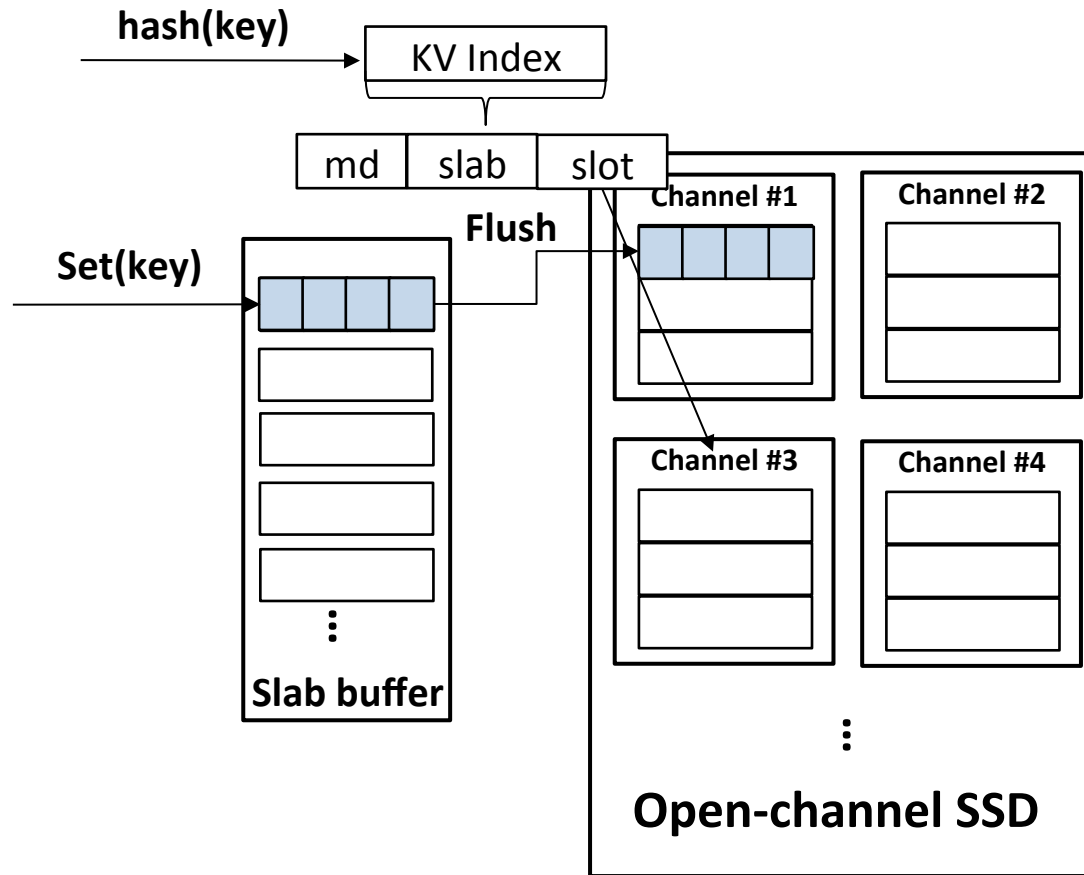 hash(key)
KV Index
md
slab
slot
Channel #1
Channel #2
Flush
Set(key)
Channel #3
Channel #4
Slab buffer
Open-channel SSD